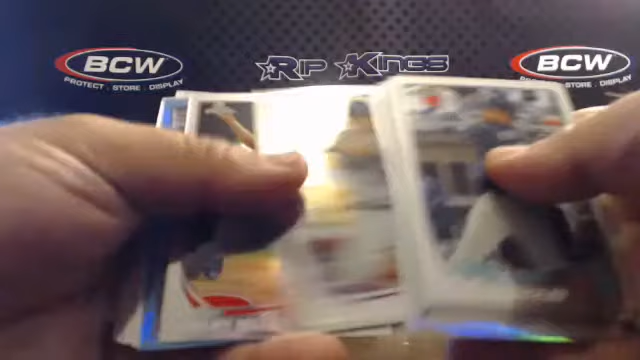 BCW
PROTECT . STORE . DISPLAY
RIP KINGS
BCW
PROTECT . STORE . DISPLAY